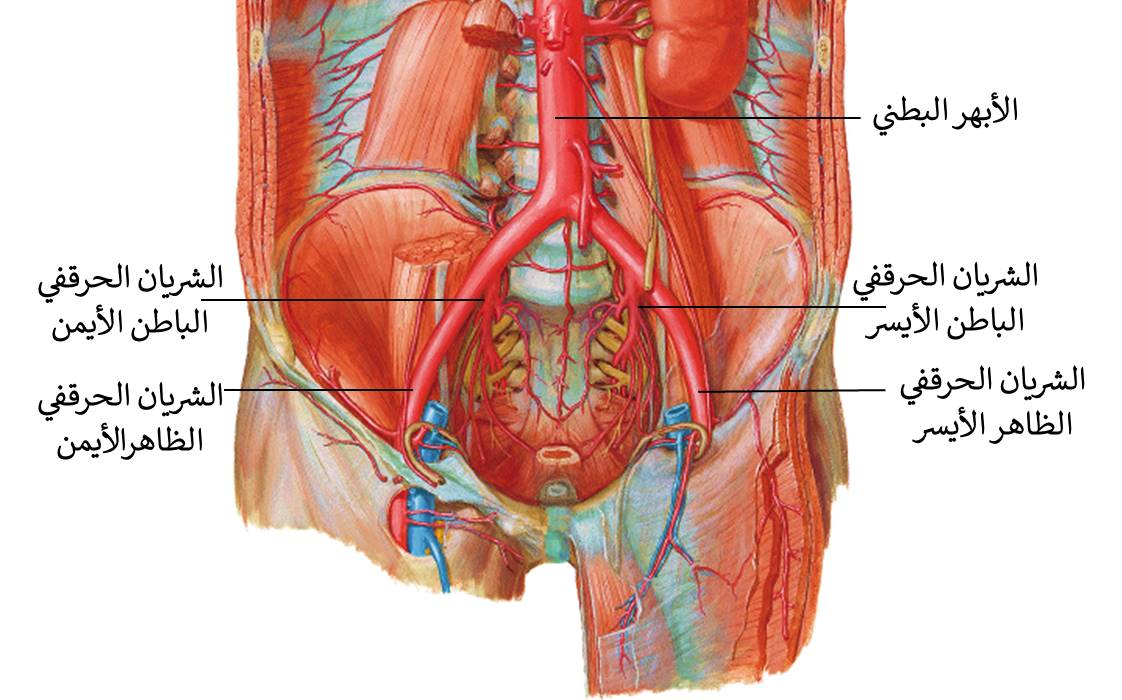 الأبهر البطني
الشريان الحرقفي
الباطن الأيسر
الشريان الحرقفي
الباطن الأيمن
الشريان الحرقفي
الظاهر الأيسر
الشريان الحرقفي
الظاهرالأيمن